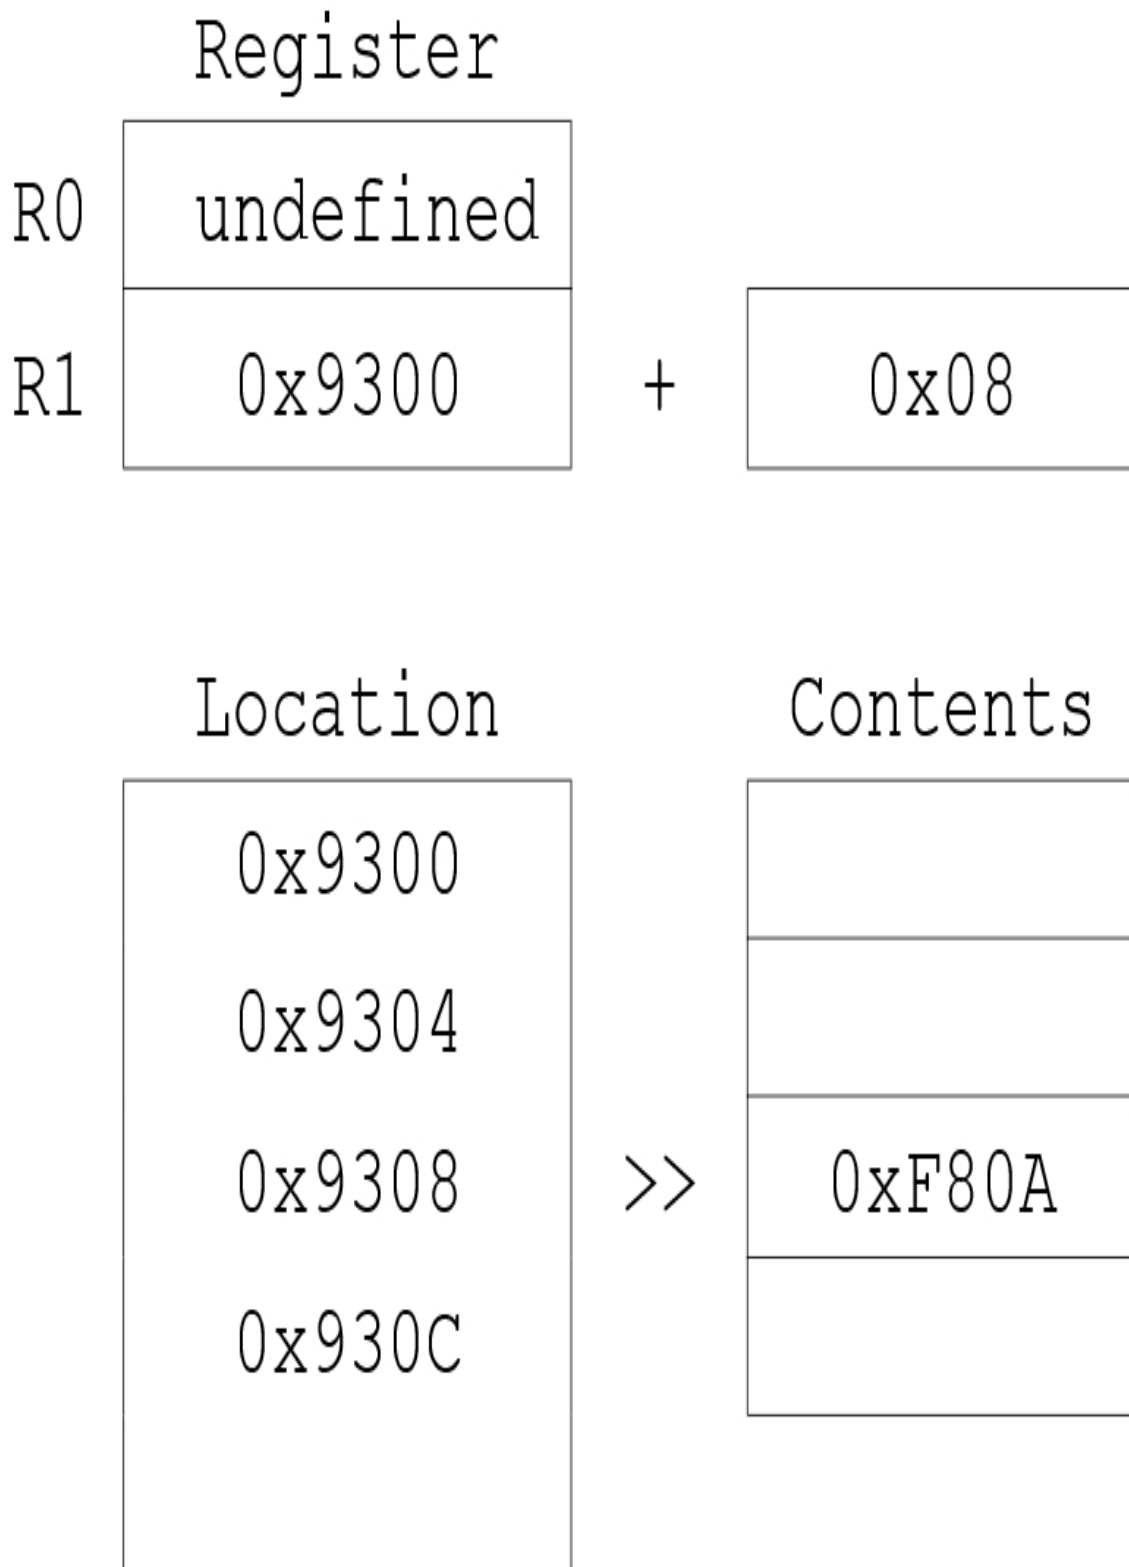 Register
R0 undefined
R1 0x9300 + 0x08
Location Contents
0x9300
0x9304
0x9308 >> 0xF80A
0x930C